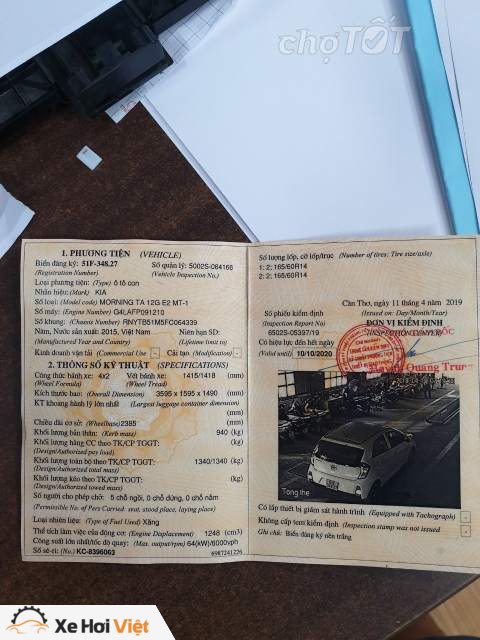 chợTỐT
1. PHƯƠNG TIỆN (VEHICLE)
Biển đăng ký: 51F-348.27 Số quản lý: 5002S-084166
(Registration Number) (Vehicle Inspection No.)
Loại phương tiện: (Type) ô tô con
Nhãn hiệu: (Mark) KIA
Số loại: (Model code) MORNING TA 12G E2 MT-1
Số máy: (Engine Number) G4LAFP091210
Số khung: (Chassis Number) RNYTB51M5FC064339
Năm, Nước sản xuất: 2015, Việt Nam Niên hạn SD:
(Manufactured Year and Country) (Lifetime limit to)
Kinh doanh vận tải (Commercial Use) - Cải tạo (Modification) -
2. THÔNG SỐ KỸ THUẬT (SPECIFICATIONS)
Công thức bánh xe: 4x2 Vết bánh xe: 1415/1418 (mm)
(Wheel Formula) (Wheel Tread)
Kích thước bao: (Overall Dimension) 3595 x 1595 x 1490 (mm)
KT khoang hành lý lớn nhất (Largest luggage container dimension)
(mm)
Chiều dài cơ sở: (Wheelbase) 2385 (mm)
Khối lượng bản thân: (Kerb mass) 940 (kg)
Khối lượng hàng CC theo TK/CP TGGT: (kg)
(Design/Authorized pay load)
Khối lượng toàn bộ theo TK/CP TGGT: 1340/1340 (kg)
(Design/Authorized total mass)
Khối lượng kéo theo TK/CP TGGT: (kg)
(Design/Authorized towed mass)
Số người cho phép chở: 5 chỗ ngồi, 0 chỗ đứng, 0 chỗ nằm
(Permissible No. of Pers Carried: seat, stood place, laying place)
Loại nhiên liệu: (Type of Fuel Used) Xăng
Thể tích làm việc của động cơ: (Engine Displacement) 1248 (cm3)
Công suất lớn nhất/tốc độ quay: (Max. output/rpm) 64(kW)/6000vph
Số sê-ri: (No.) KC-8396063 6987241226
Số lượng lốp, cỡ lốp/trục: (Number of tires: Tire size/axle)
1: 2; 165/60R14
2: 2; 165/60R14
Cần Thơ, ngày 11 tháng 4 năm 2019
Số phiếu kiểm định (Issued on: Day/Month/Year)
(Inspection Report No) ĐƠN VỊ KIỂM ĐỊNH
6502S-05397/19 (INSPECTION CENTER)
Có hiệu lực đến hết ngày
(Valid until) 10/10/2020
Quang Trung
Tổng thể
Có lắp thiết bị giám sát hành trình (Equipped with Tachograph) -
Không cấp tem kiểm định (Inspection stamp was not issued) -
Ghi chú: Biển đăng ký nền trắng
Xe Hơi Việt